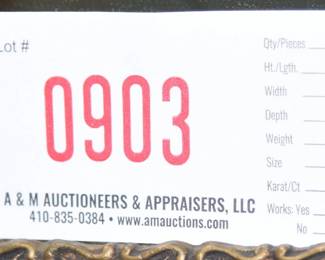 Lot #
0903
A & M AUCTIONEERS & APPRAISERS, LLC
410-835-0384 • www.amauctions.com
Qty/Pieces
Ht./Lgth.
Width
Depth
Weight
Size
Karat/Ct
Works: Yes
No